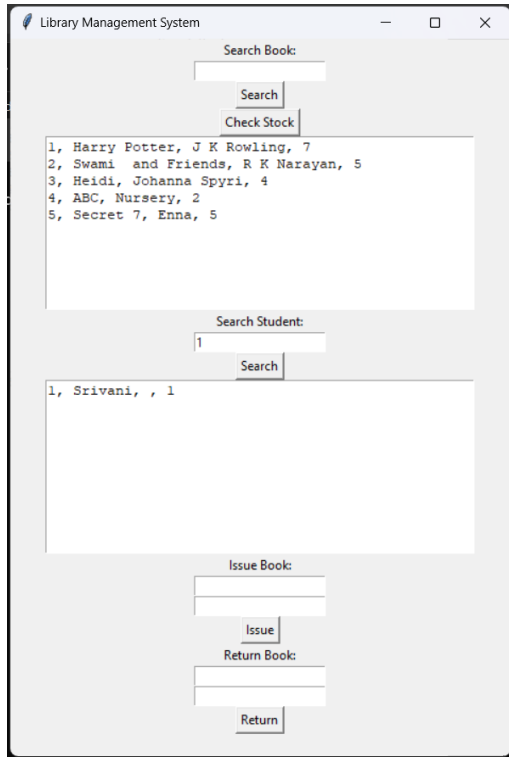 Library Management System
Search Book:
Search
Check Stock
1, Harry Potter, J K Rowling, 7
2, Swami  and Friends, R K Narayan, 5
3, Heidi, Johanna Spyri, 4
4, ABC, Nursery, 2
5, Secret 7, Enna, 5
Search Student:
1
Search
1, Srivani, , 1
Issue Book:
Issue
Return Book:
Return